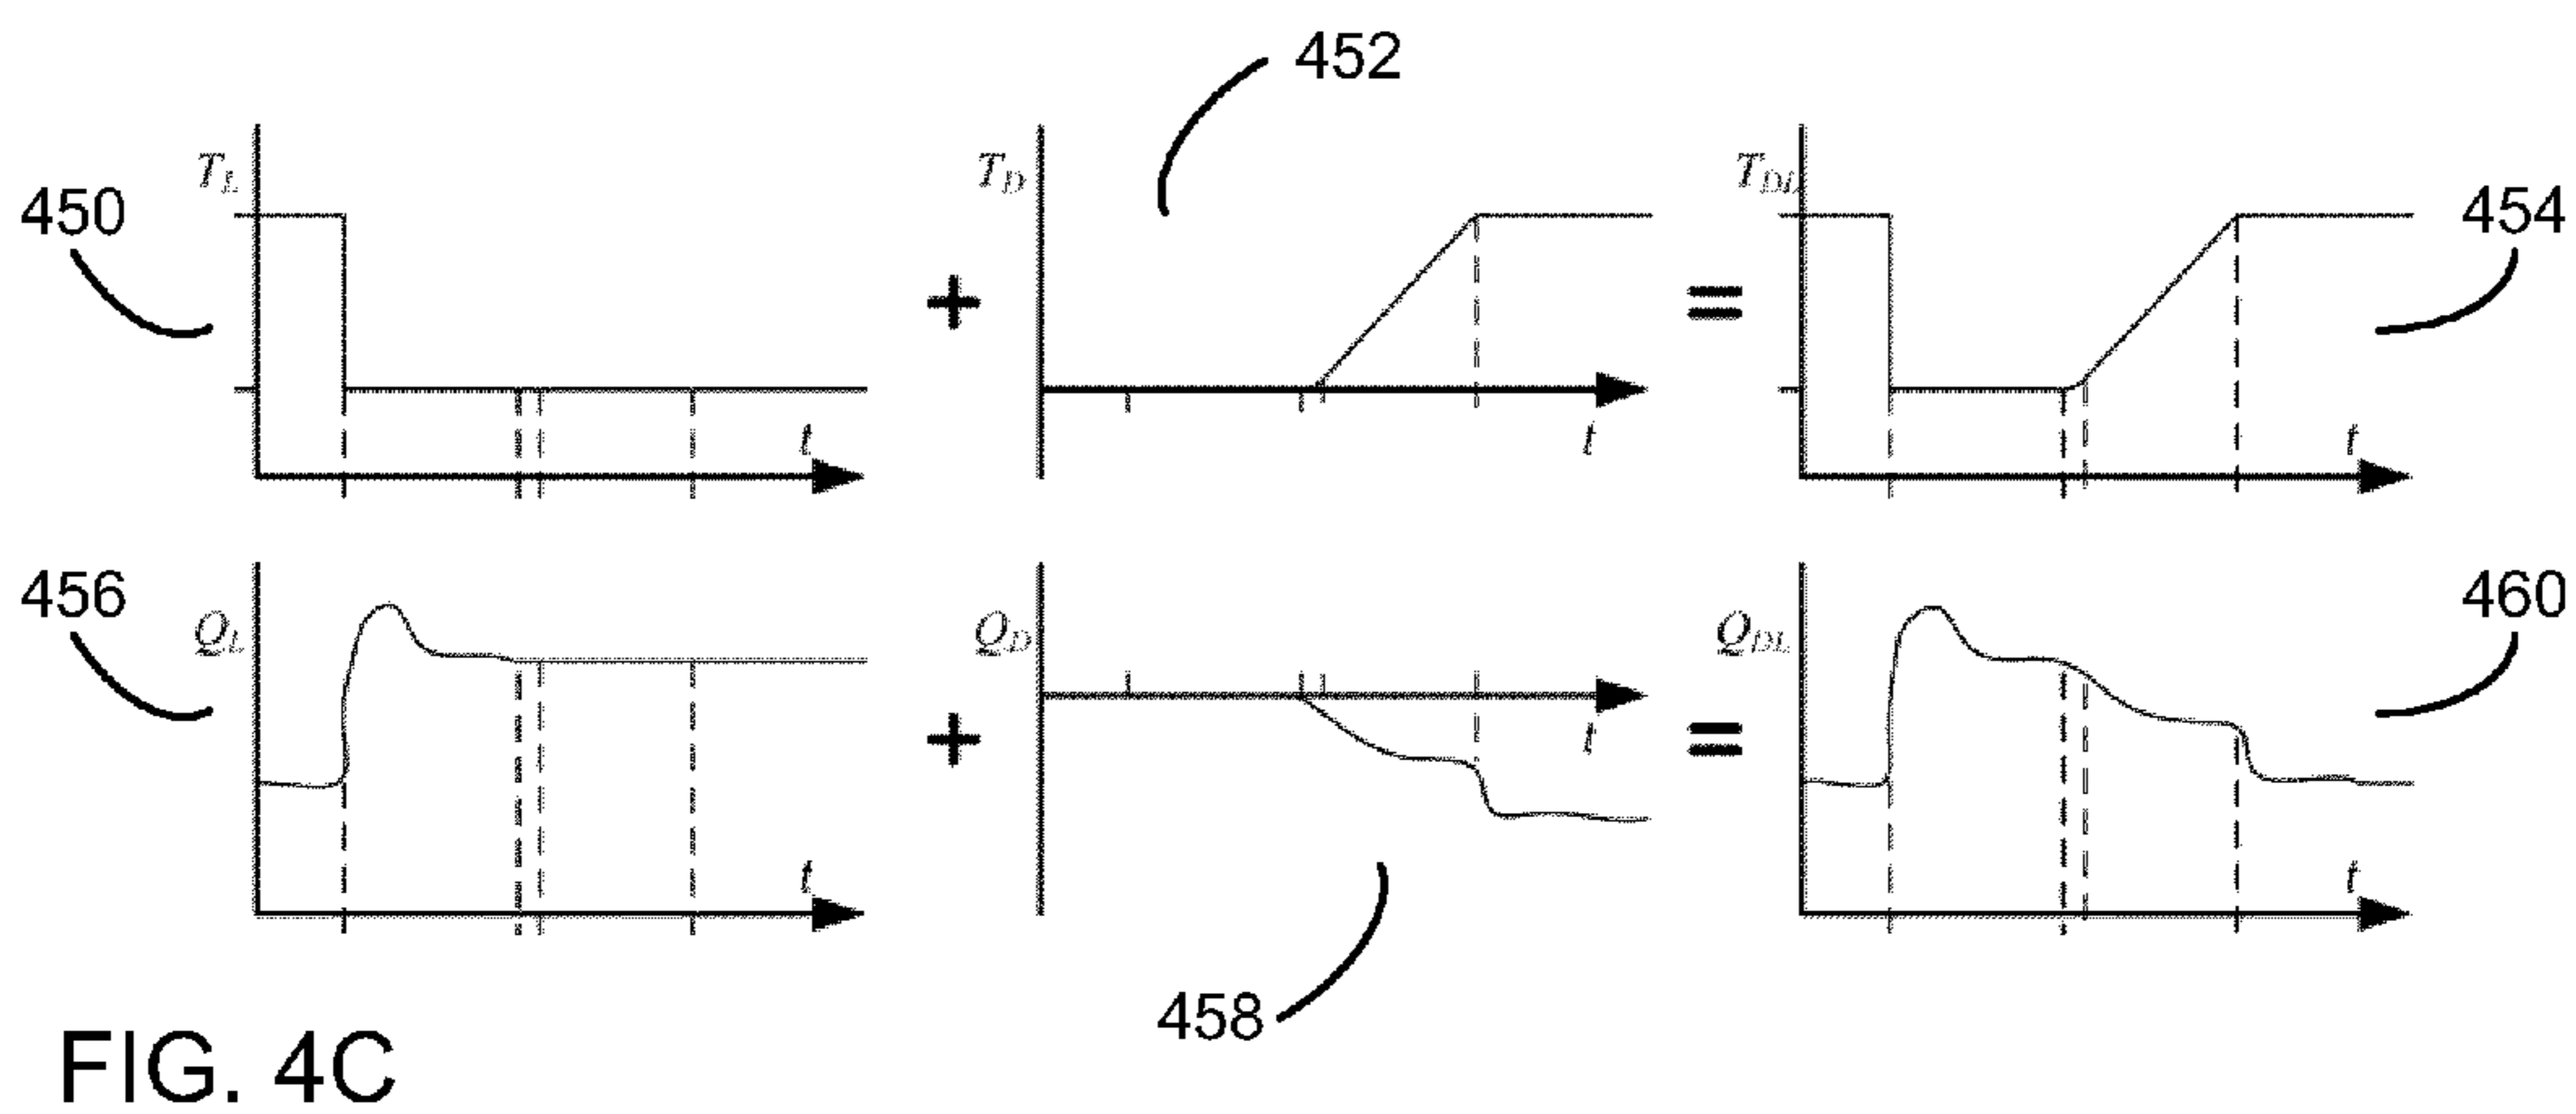 452
T_L
T_D
T_DL
450
454
+
=
t
t
t
456
460
Q_L
Q_D
Q_DL
+
=
t
t
t
458
FIG. 4C